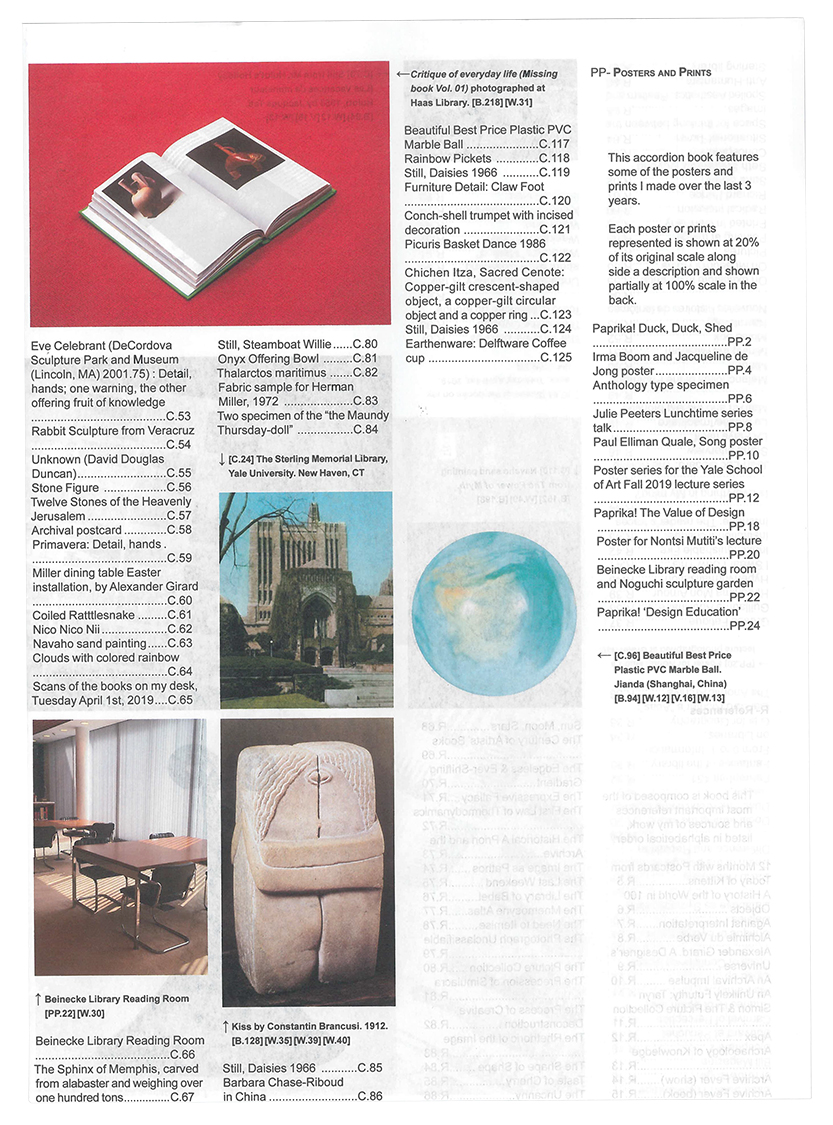 Eve Celebrant (DeCordova
Sculpture Park and Museum
(Lincoln, MA) 2001.75) : Detail,
hands; one warning, the other
offering fruit of knowledge
.........................................C.53
Rabbit Sculpture from Veracruz
.........................................C.54
Unknown (David Douglas
Duncan)...........................C.55
Stone Figure ...................C.56
Twelve Stones of the Heavenly
Jerusalem ........................C.57
Archival postcard .............C.58
Primavera: Detail, hands .
.........................................C.59
Miller dining table Easter
installation, by Alexander Girard
.........................................C.60
Coiled Ratttlesnake ..........C.61
Nico Nico Nii ....................C.62
Navaho sand painting ......C.63
Clouds with colored rainbow
.........................................C.64
Scans of the books on my desk,
Tuesday April 1st, 2019 ....C.65
↑ Beinecke Library Reading Room
[PP.22] [W.30]
Beinecke Library Reading Room
.........................................C.66
The Sphinx of Memphis, carved
from alabaster and weighing over
one hundred tons..............C.67
Still, Steamboat Willie ......C.80
Onyx Offering Bowl ..........C.81
Thalarctos maritimus ........C.82
Fabric sample for Herman
Miller, 1972 .....................C.83
Two specimen of the “the Maundy
Thursday-doll” .................C.84
↓ [C.24] The Sterling Memorial Library,
Yale University. New Haven, CT
↑ Kiss by Constantin Brancusi. 1912.
[B.128] [W.35] [W.39] [W.40]
Still, Daisies 1966 ............C.85
Barbara Chase-Riboud
in China ...........................C.86
← Critique of everyday life (Missing
book Vol. 01) photographed at
Haas Library. [B.218] [W.31]
Beautiful Best Price Plastic PVC
Marble Ball ......................C.117
Rainbow Pickets ..............C.118
Still, Daisies 1966 ............C.119
Furniture Detail: Claw Foot
.........................................C.120
Conch-shell trumpet with incised
decoration ........................C.121
Picuris Basket Dance 1986
.........................................C.122
Chichen Itza, Sacred Cenote:
Copper-gilt crescent-shaped
object, a copper-gilt circular
object and a copper ring ...C.123
Still, Daisies 1966 ............C.124
Earthenware: Delftware Coffee
cup ..................................C.125
PP- Posters and Prints
This accordion book features
some of the posters and
prints I made over the last 3
years.
Each poster or prints
represented is shown at 20%
of its original scale along
side a description and shown
partially at 100% scale in the
back.
Paprika! Duck, Duck, Shed
.........................................PP.2
Irma Boom and Jacqueline de
Jong poster......................PP.4
Anthology type specimen
.........................................PP.6
Julie Peeters Lunchtime series
talk...................................PP.8
Paul Elliman Quale, Song poster
.........................................PP.10
Poster series for the Yale School
of Art Fall 2019 lecture series
.........................................PP.12
Paprika! The Value of Design
.........................................PP.18
Poster for Nontsi Mutiti’s lecture
.........................................PP.20
Beinecke Library reading room
and Noguchi sculpture garden
.........................................PP.22
Paprika! ‘Design Education’
.........................................PP.24
← [C.96] Beautiful Best Price
Plastic PVC Marble Ball.
Jianda (Shanghai, China)
[B.94] [W.12] [V.16] [W.13]